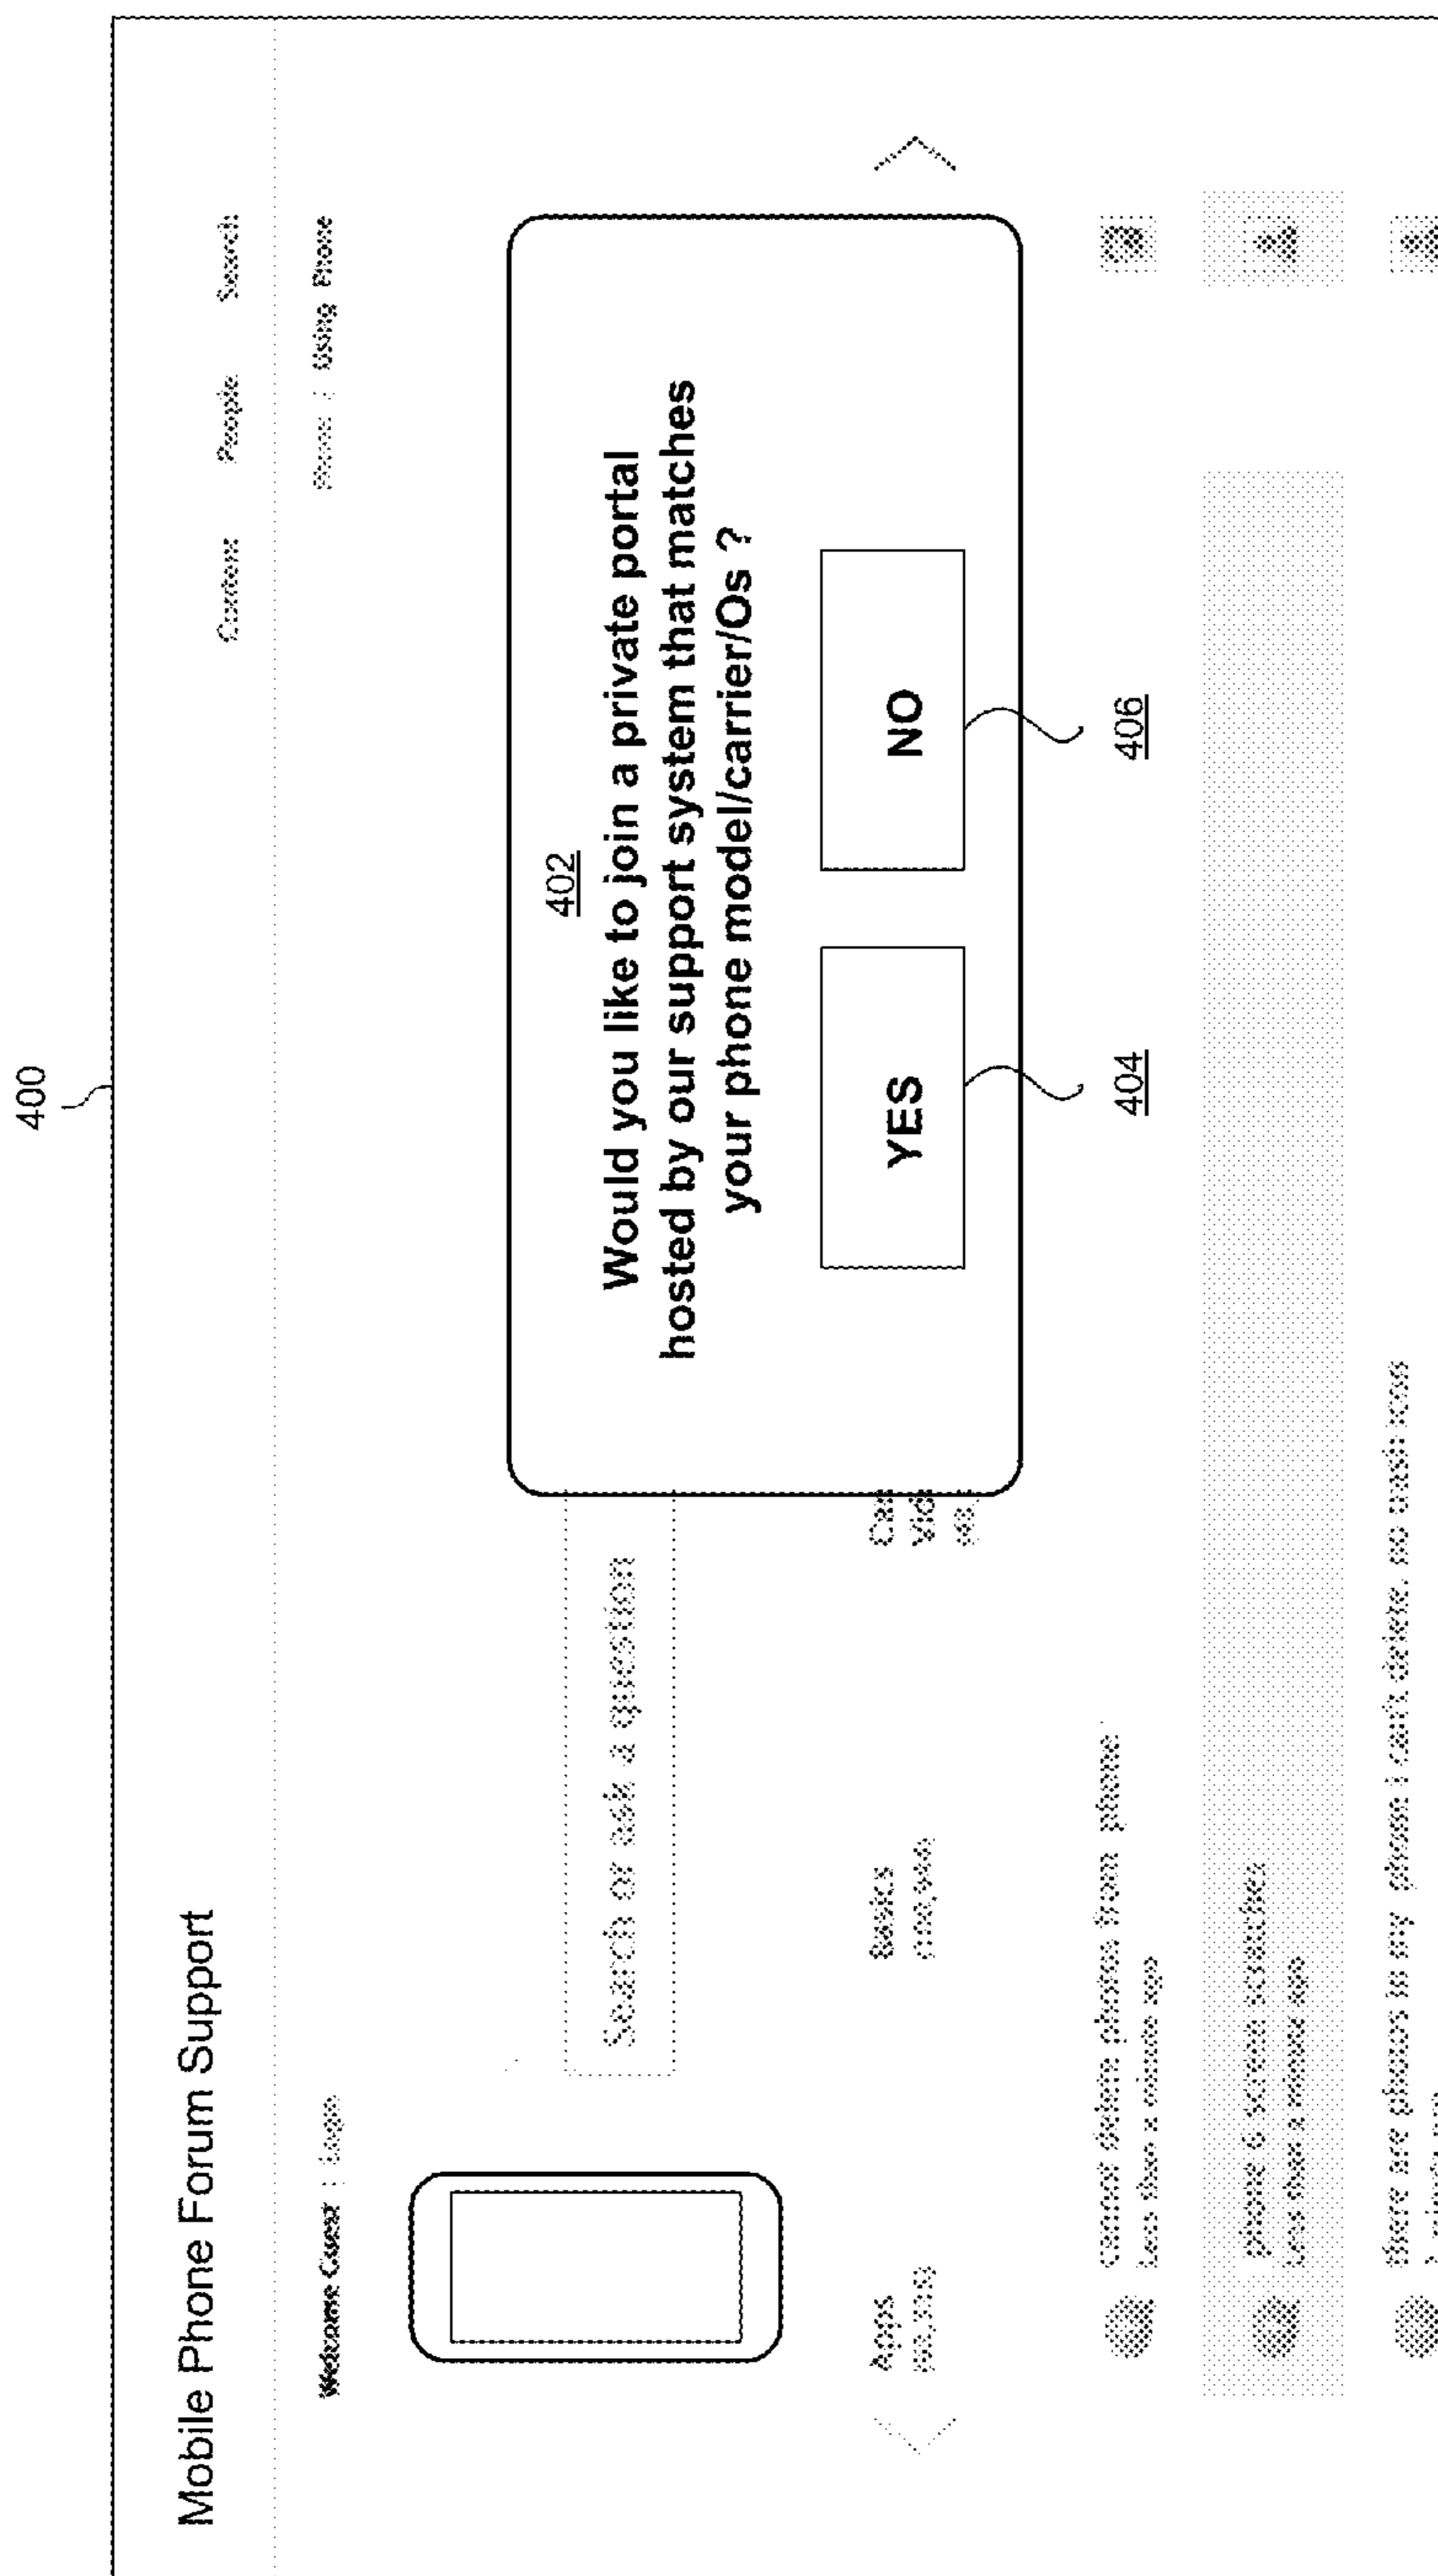 400
Mobile Phone Forum Support
Content People Search
Welcome Guest | Login
Phone | Using Phone
402
Would you like to join a private portal
hosted by our support system that matches
your phone model/carrier/Os ?
YES
NO
404
406
Search or ask a question
Apps
Basics
cannot delete photos from phone
Less than a minute ago
phone 6 screen scratches
Less than a minute ago
there are photos in my phone i can't delete, no trash icon